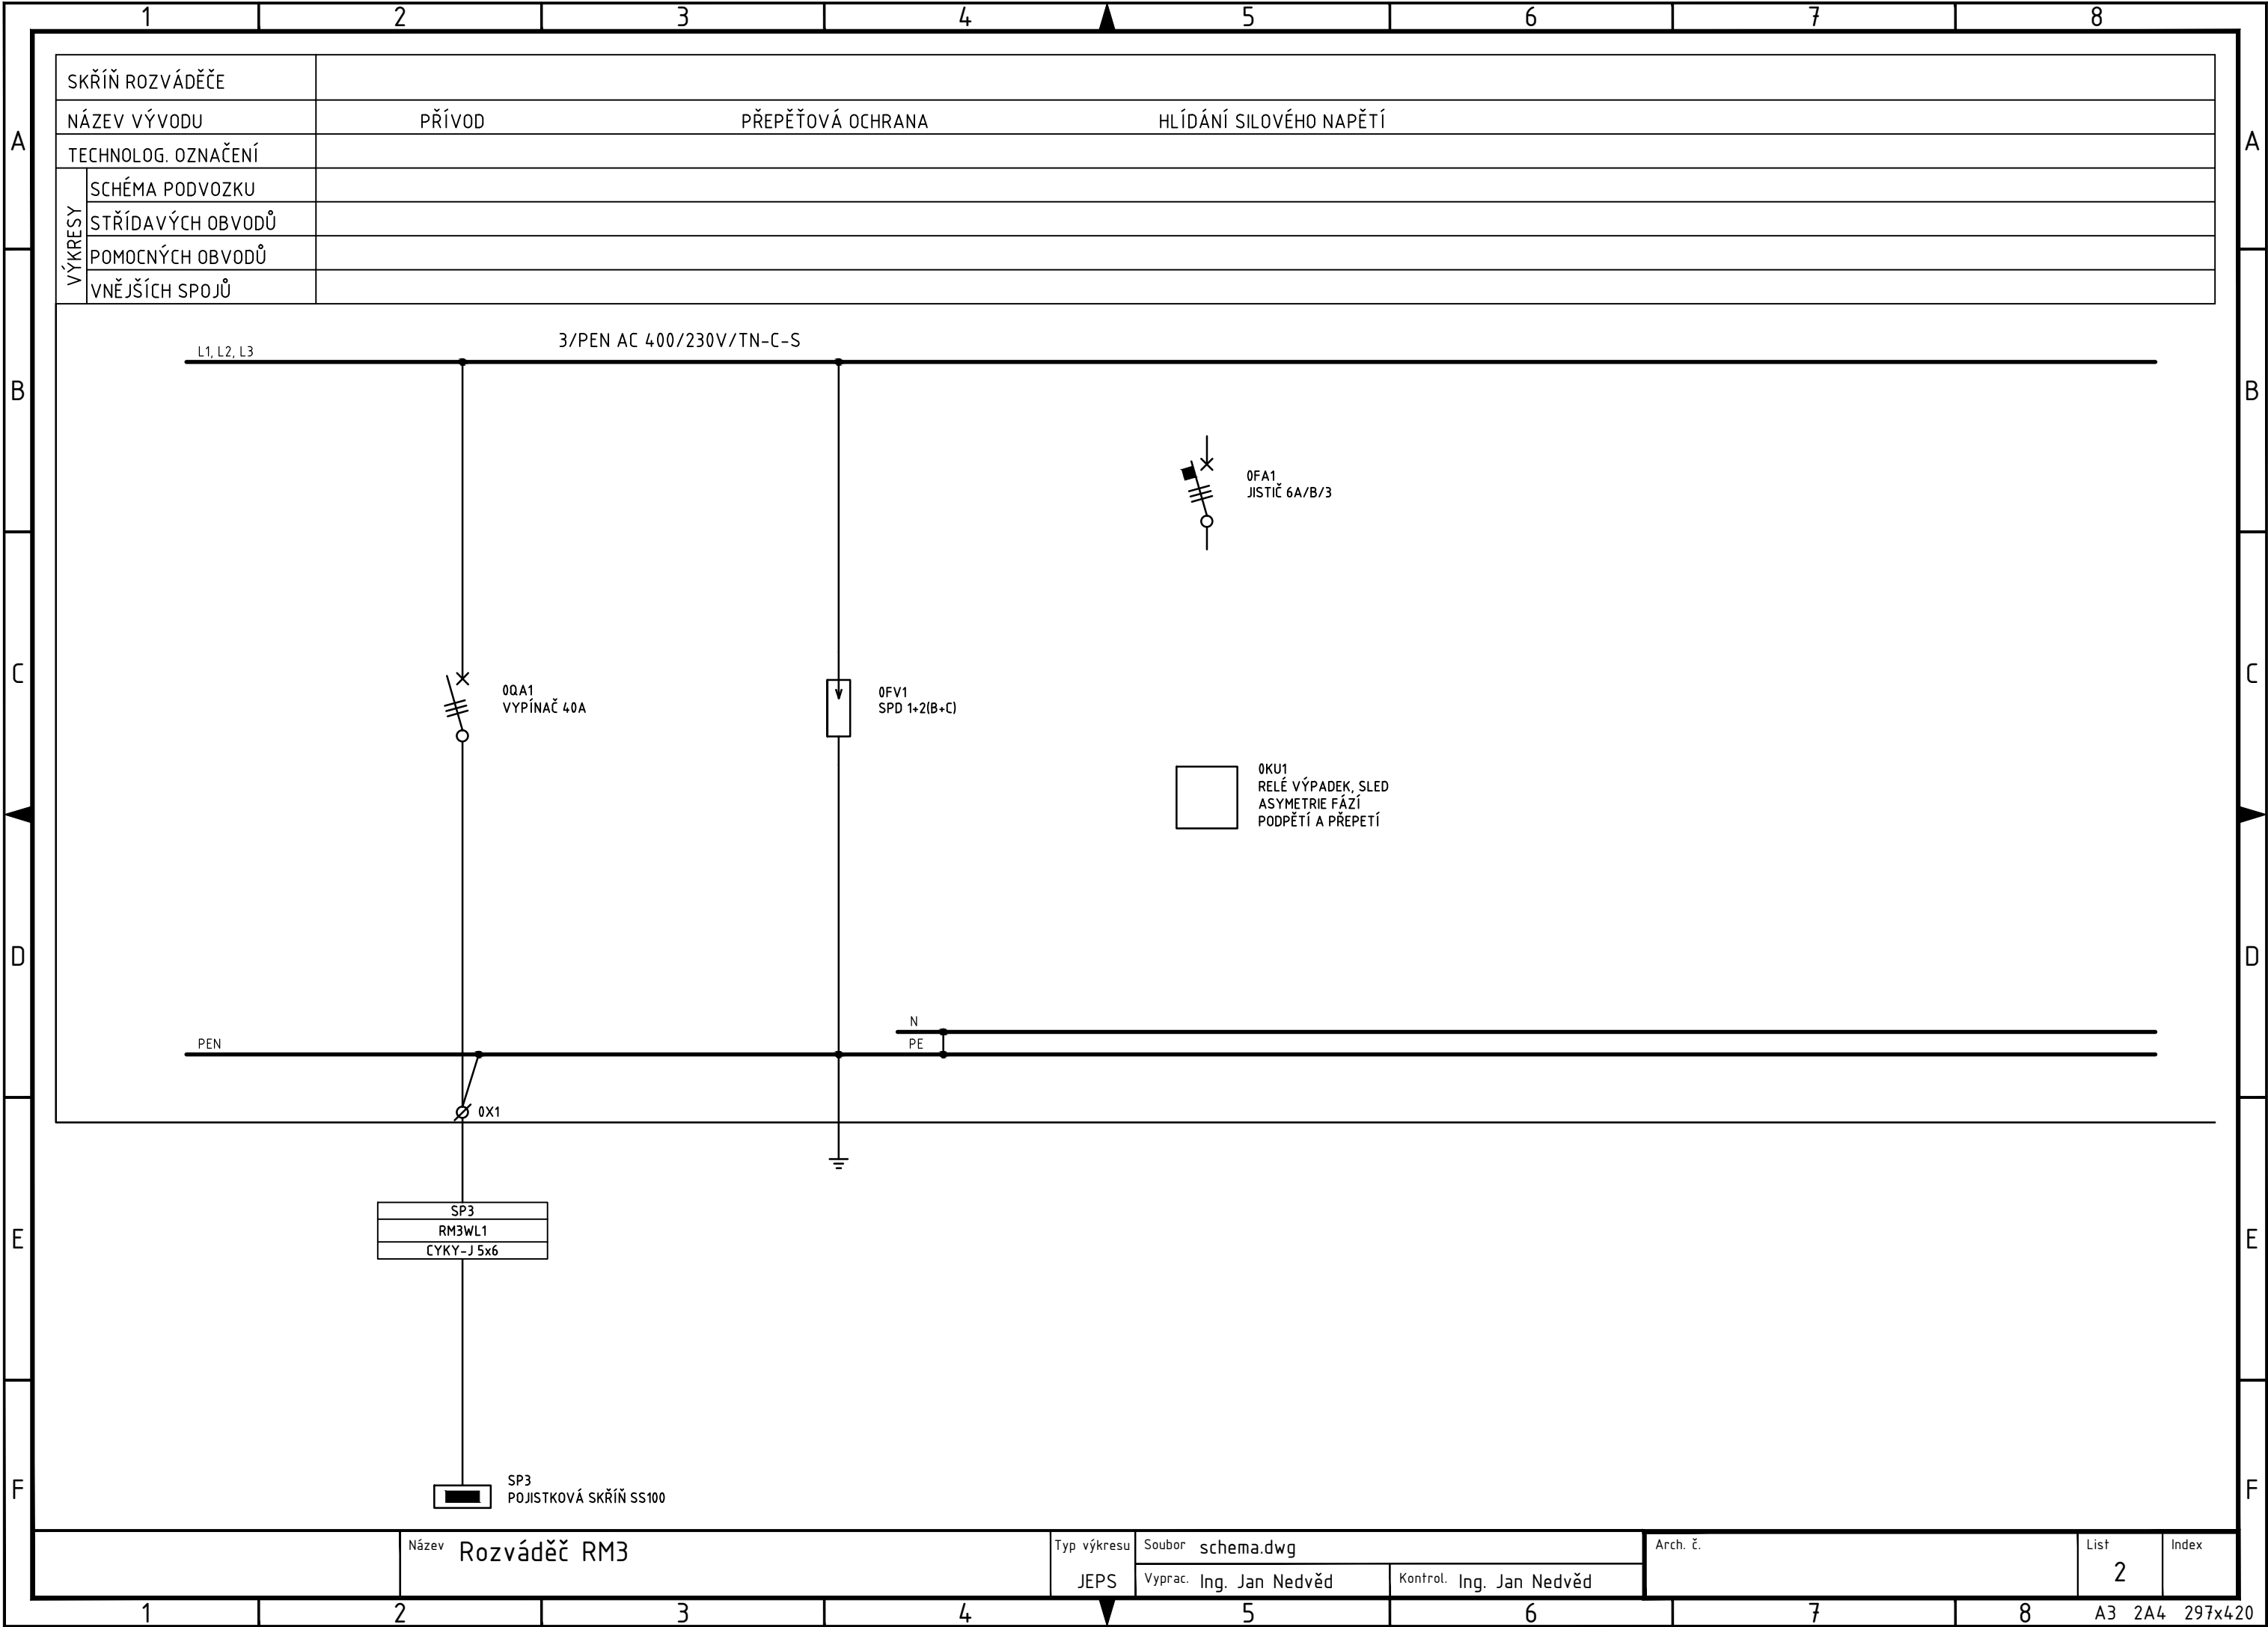 1 2 3 4 5 6 7 8
SKŘÍŇ ROZVÁDĚČE
NÁZEV VÝVODU PŘÍVOD PŘEPĚŤOVÁ OCHRANA HLÍDÁNÍ SILOVÉHO NAPĚTÍ
A A
TECHNOLOG. OZNAČENÍ
VÝKRESY
SCHÉMA PODVOZKU
STŘÍDAVÝCH OBVODŮ
POMOCNÝCH OBVODŮ
VNĚJŠÍCH SPOJŮ
3/PEN AC 400/230V/TN-C-S
L1, L2, L3
B B
0FA1
JISTIČ 6A/B/3
C C
0QA1
VYPÍNAČ 40A
0FV1
SPD 1+2(B+C)
0KU1
RELÉ VÝPADEK, SLED
ASYMETRIE FÁZÍ
PODPĚTÍ A PŘEPETÍ
D D
N
PEN PE
0X1
SP3
RM3WL1
CYKY-J 5x6
E E
SP3
POJISTKOVÁ SKŘÍŇ SS100
F F
Název Rozváděč RM3
Typ výkresu
JEPS
Soubor schema.dwg
Vyprac. Ing. Jan Nedvěd
Kontrol. Ing. Jan Nedvěd
Arch. č.
List
2
Index
1 2 3 4 5 6 7 8
A3 2A4 297x420